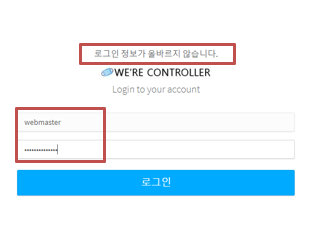 로그인 정보가 올바르지 않습니다.
WE'RE CONTROLLER
Login to your account
webmaster
••••••••••••••
로그인